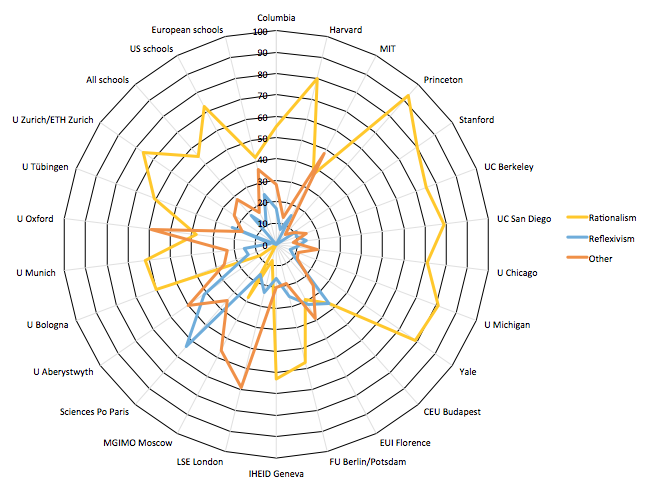 Columbia
Harvard
MIT
Princeton
Stanford
UC Berkeley
UC San Diego
U Chicago
U Michigan
Yale
CEU Budapest
EUI Florence
FU Berlin/Potsdam
IHEID Geneva
LSE London
MGIMO Moscow
Sciences Po Paris
U Aberystwyth
U Bologna
U Munich
U Oxford
U Tübingen
U Zurich/ETH Zurich
All schools
US schools
European schools
100
90
80
70
60
50
40
30
20
10
0
Rationalism
Reflexivism
Other